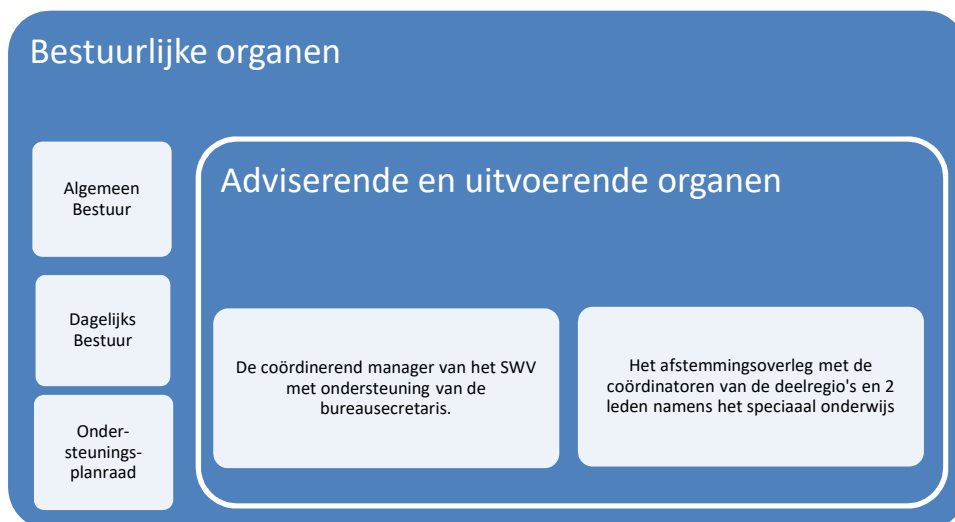 Bestuurlijke organen
Algemeen
Bestuur
Adviserende en uitvoerende organen
Dagelijks
Bestuur
De coördinerend manager van het SWV
met ondersteuning van de
bureausecretaris.
Het afstemmingsoverleg met de
coördinatoren van de deelregio's en 2
leden namens het speciaaal onderwijs
Onder-
steunings-
planraad